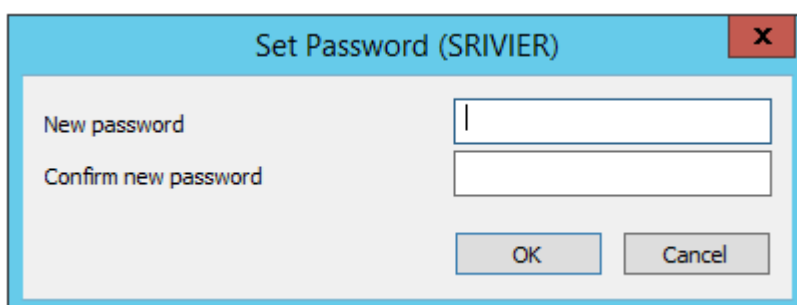 Set Password (SRIVIER)
x
New password
Confirm new password
OK Cancel